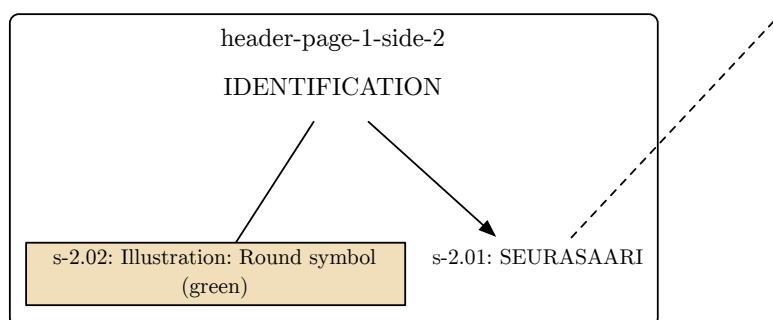 header-page-1-side-2
IDENTIFICATION
s-2.02: Illustration: Round symbol
(green)
s-2.01: SEURASAARI